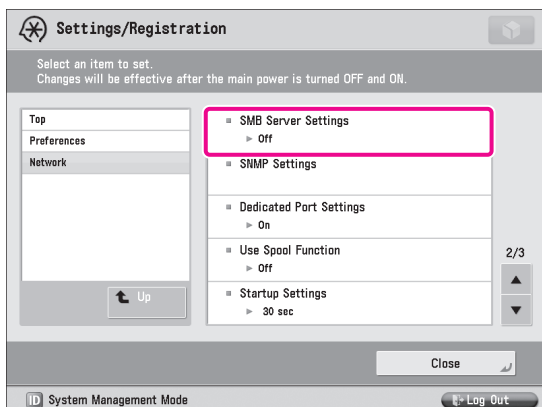 Settings/Registration
Select an item to set.
Changes will be effective after the main power is turned OFF and ON.
Top
Preferences
Network
Up
SMB Server Settings
► Off
SNMP Settings
Dedicated Port Settings
► On
Use Spool Function
► Off
Startup Settings
► 30 sec
2/3
Close
ID System Management Mode
Log Out